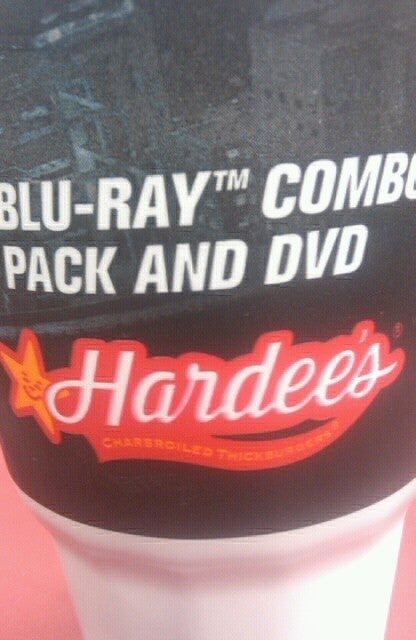 BLU-RAY™ COMBO
PACK AND DVD
Hardee's®
CHARBROILED THICKBURGERS®